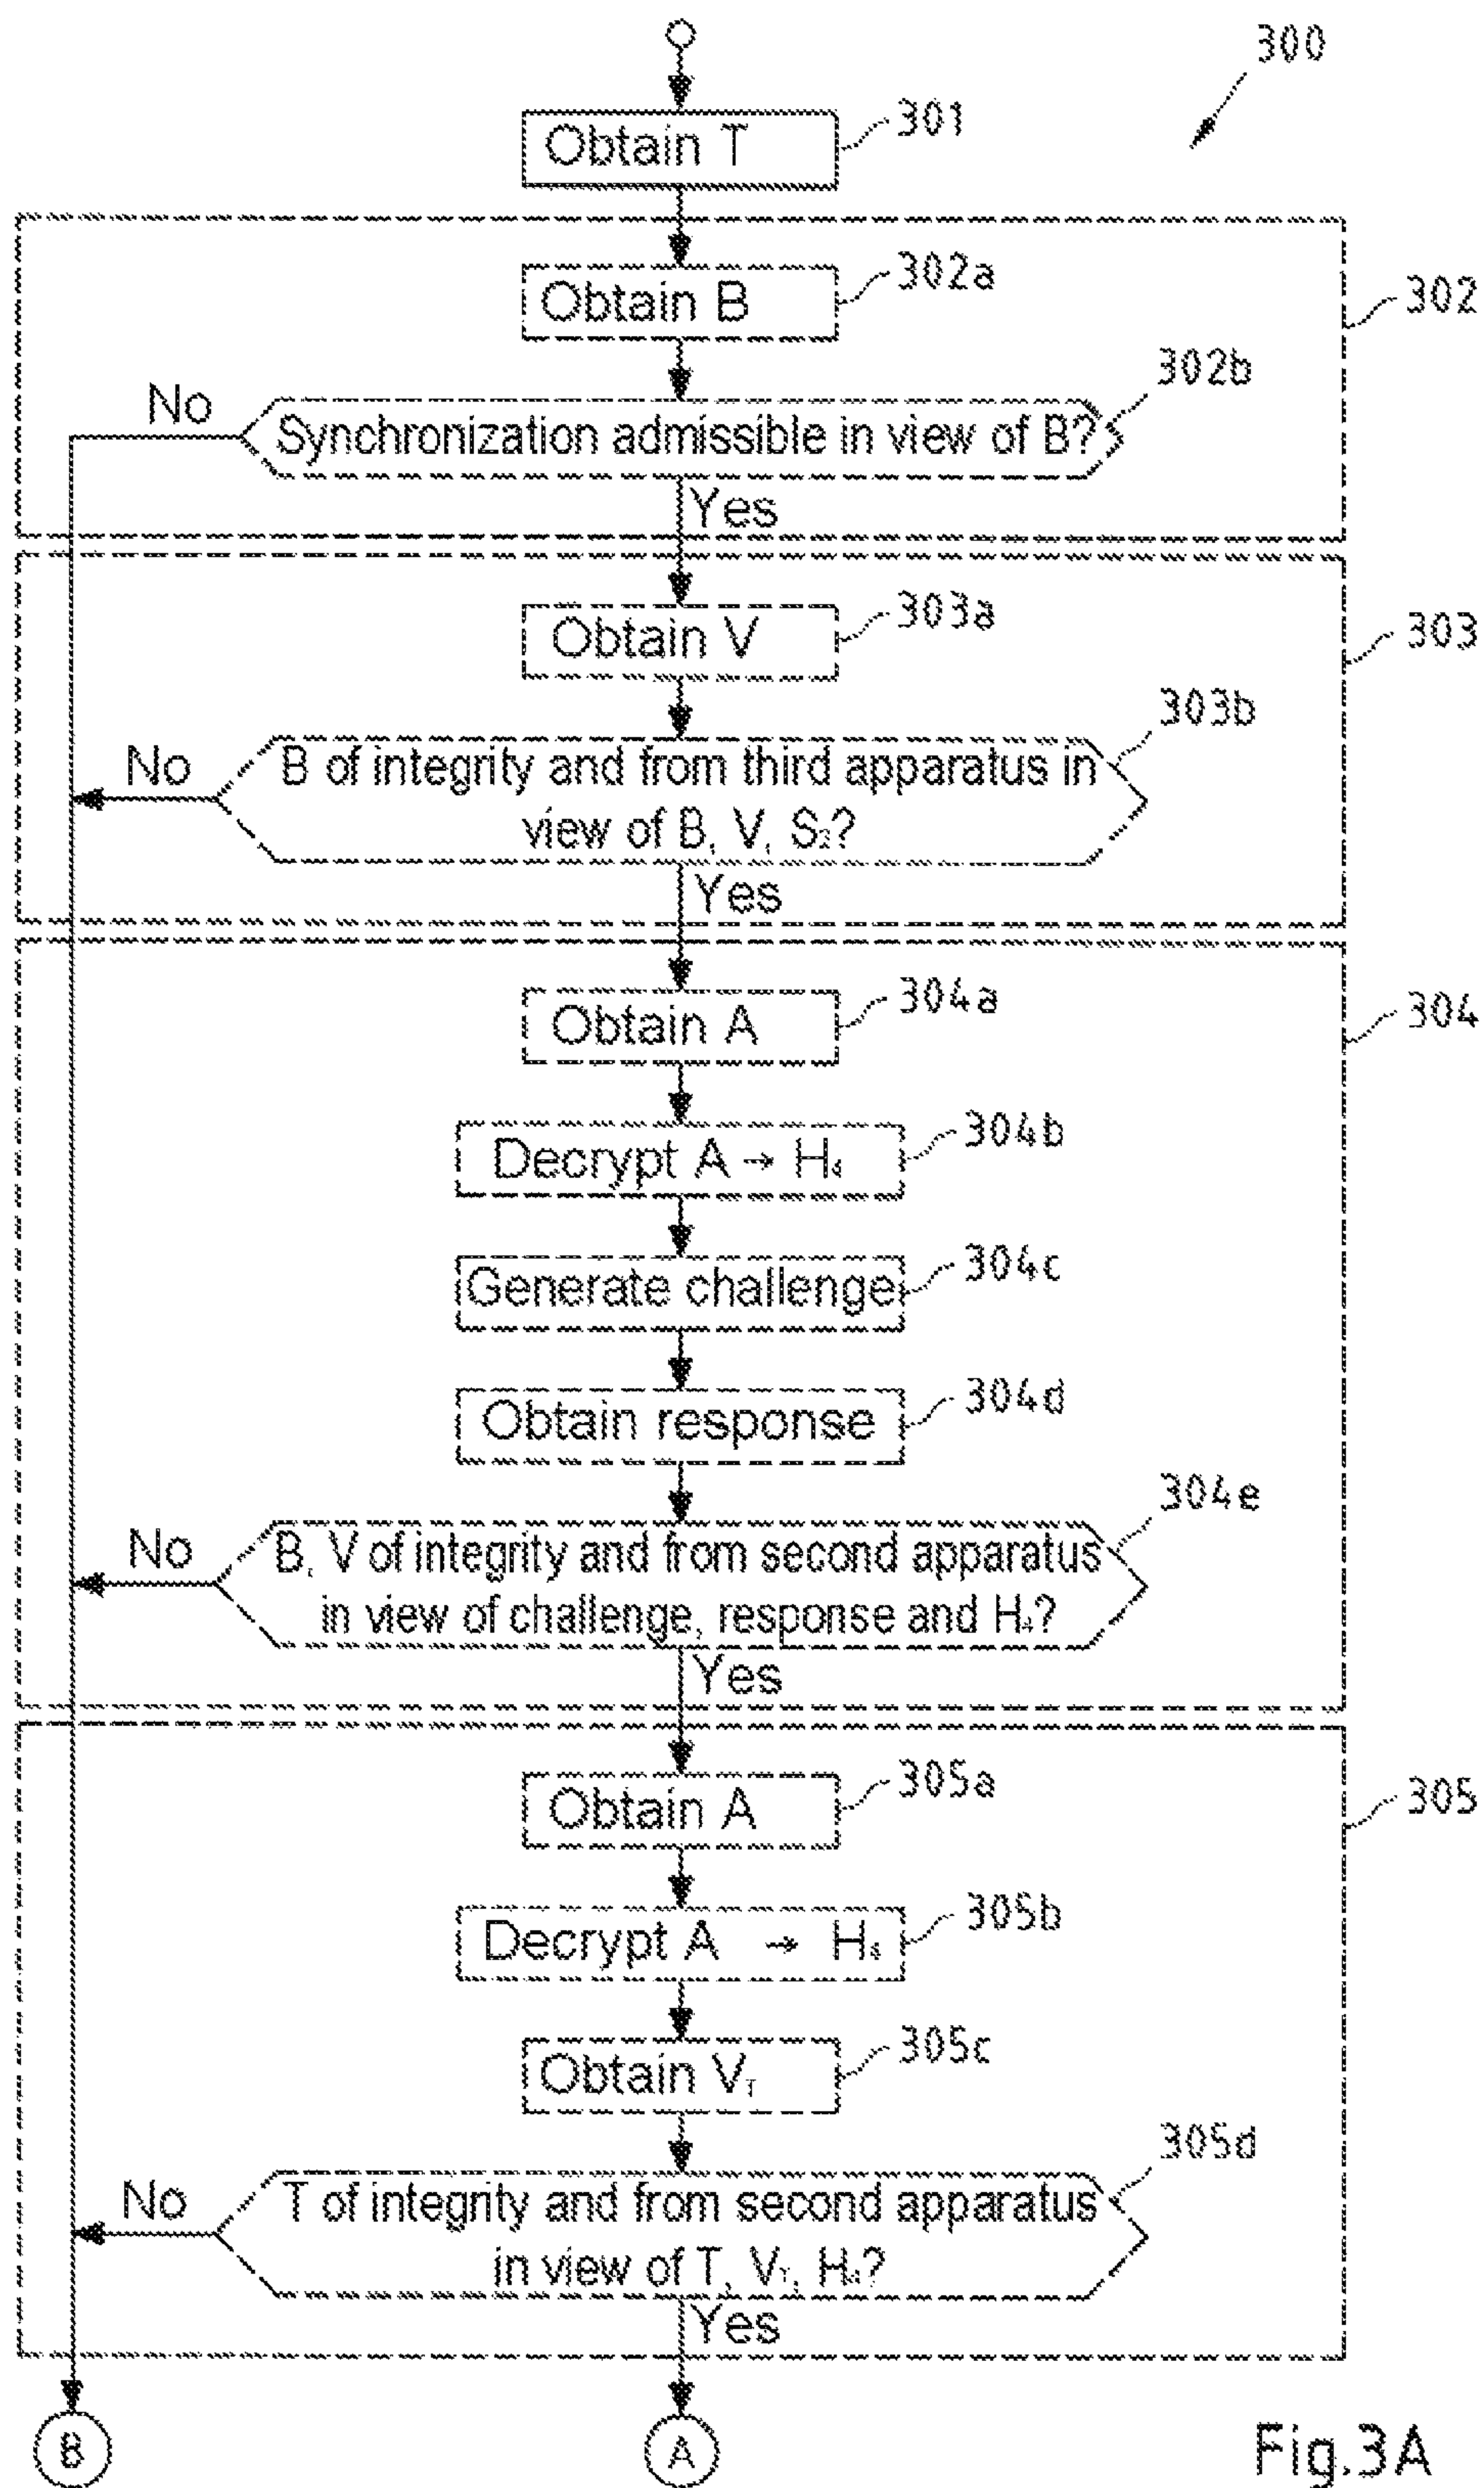 300
Obtain T
301
Obtain B
302a
302
Synchronization admissible in view of B?
302b
No
Yes
Obtain V
303a
303
B of integrity and from third apparatus in
view of B, V, S₂?
303b
No
Yes
Obtain A
304a
304
Decrypt A → H₄
304b
Generate challenge
304c
Obtain response
304d
B, V of integrity and from second apparatus
in view of challenge, response and H₄?
304e
No
Yes
Obtain A
305a
305
Decrypt A → H₄
305b
Obtain V_T
305c
T of integrity and from second apparatus
in view of T, V_T, H₄?
305d
No
Yes
B
A
Fig.3A